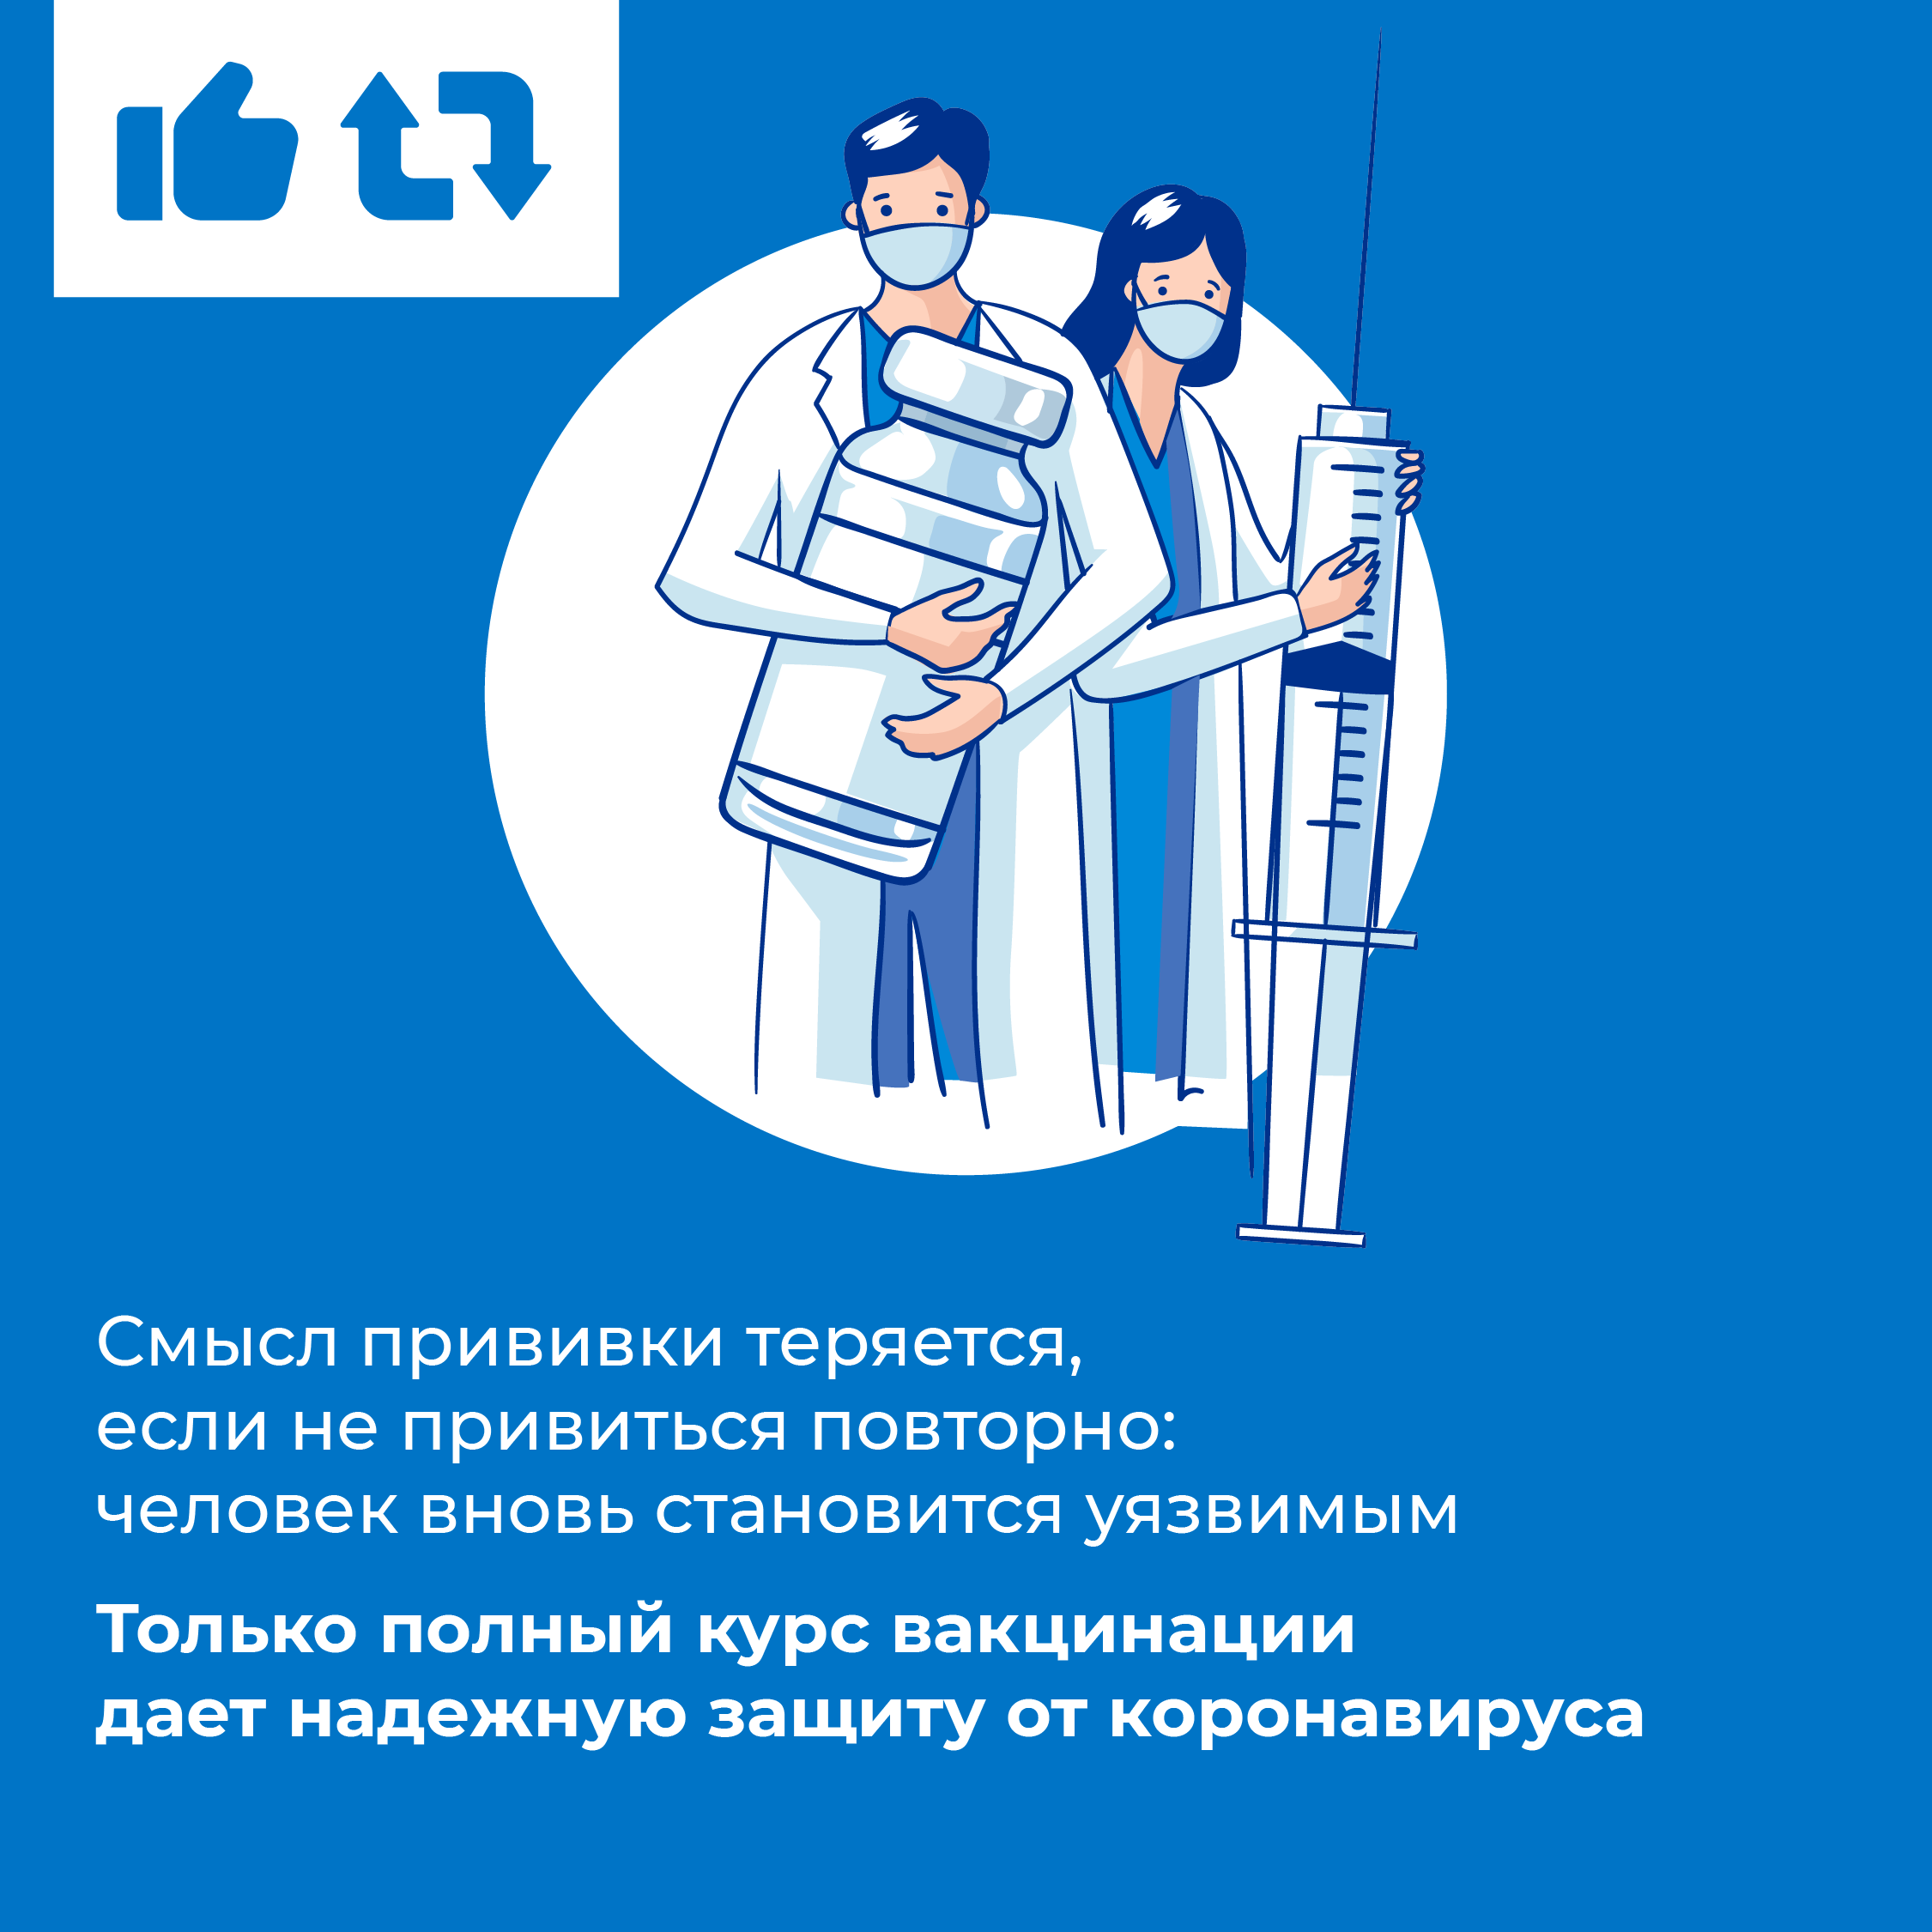 Смысл прививки теряется,
если не привиться повторно:
человек вновь становится уязвимым
Только полный курс вакцинации
дает надежную защиту от коронавируса